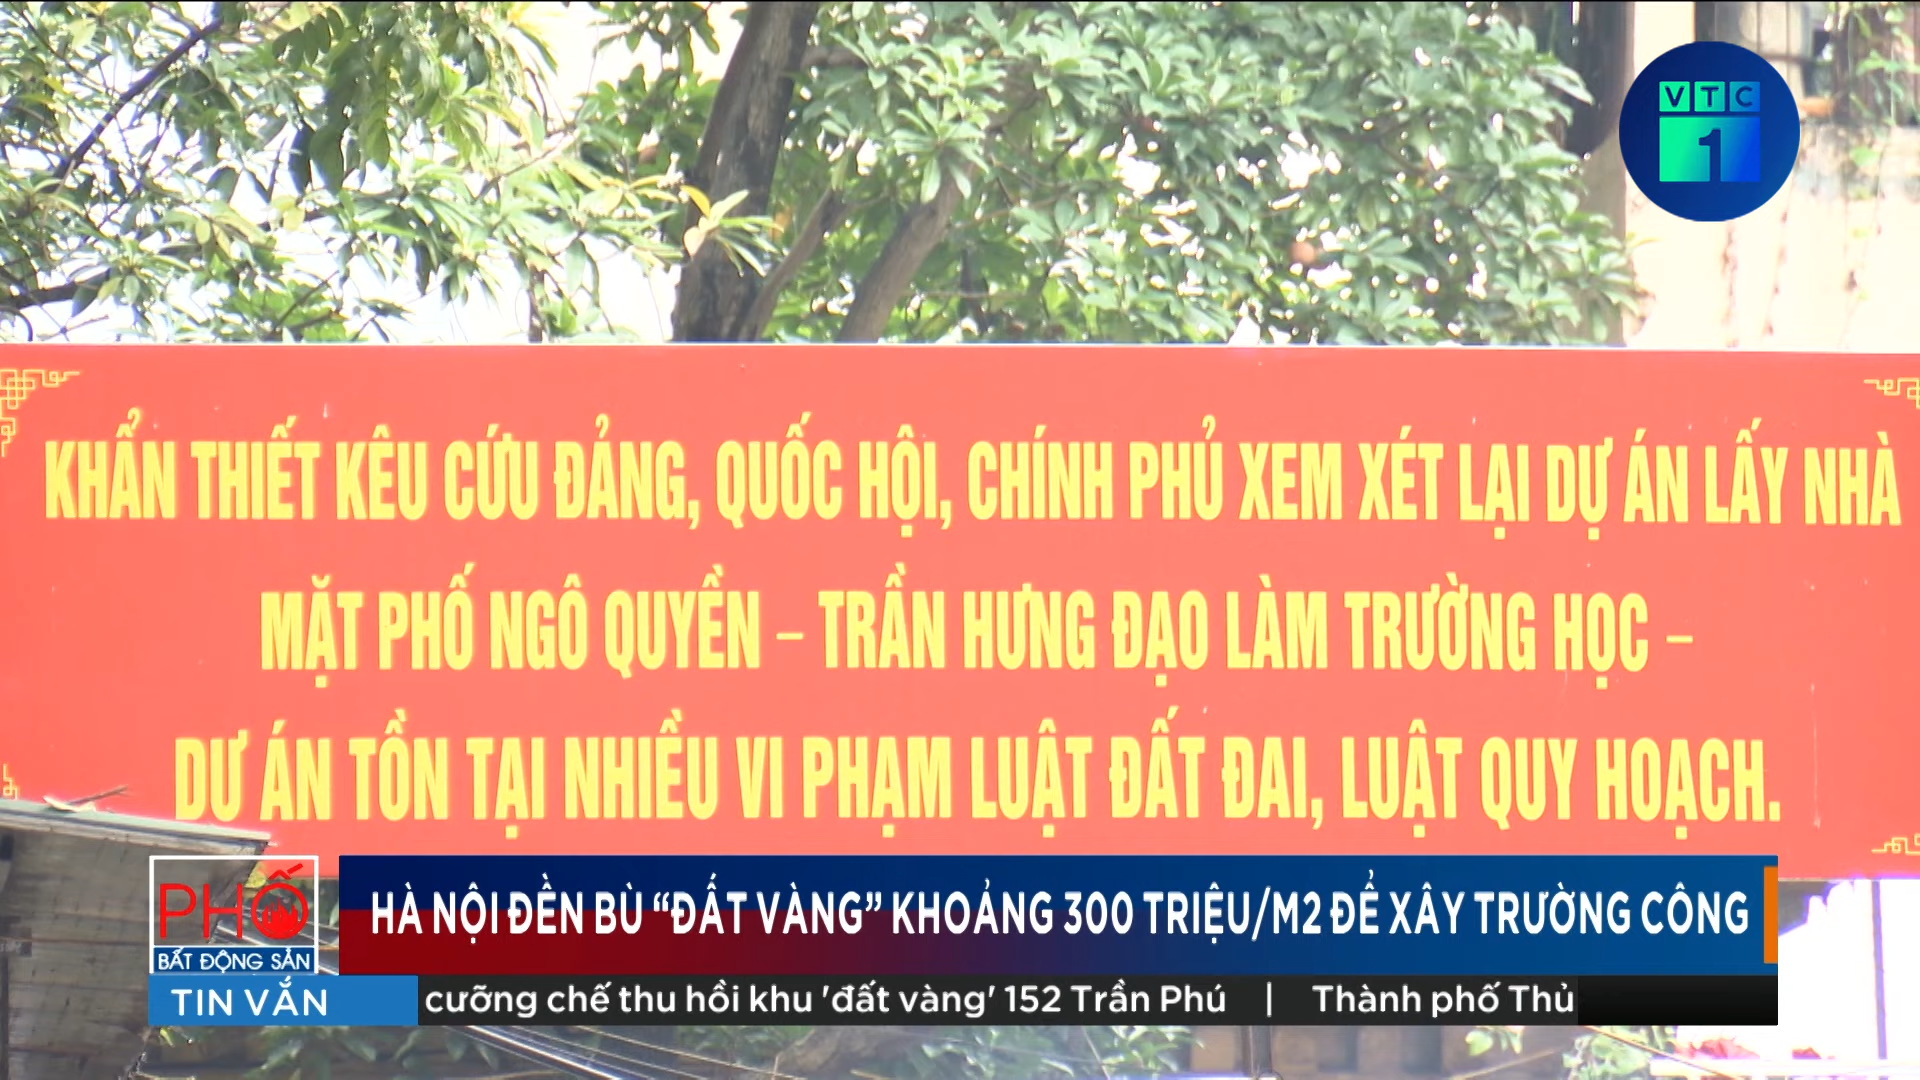 VTC
1
KHẨN THIẾT KÊU CỨU ĐẢNG, QUỐC HỘI, CHÍNH PHỦ XEM XÉT LẠI DỰ ÁN LẤY NHÀ
MẶT PHỐ NGÔ QUYỀN – TRẦN HƯNG ĐẠO LÀM TRƯỜNG HỌC –
DỰ ÁN TỒN TẠI NHIỀU VI PHẠM LUẬT ĐẤT ĐAI, LUẬT QUY HOẠCH.
PHỐ
BẤT ĐỘNG SẢN
HÀ NỘI ĐỀN BÙ “ĐẤT VÀNG” KHOẢNG 300 TRIỆU/M2 ĐỂ XÂY TRƯỜNG CÔNG
TIN VẮN
cưỡng chế thu hồi khu 'đất vàng' 152 Trần Phú | Thành phố Thủ